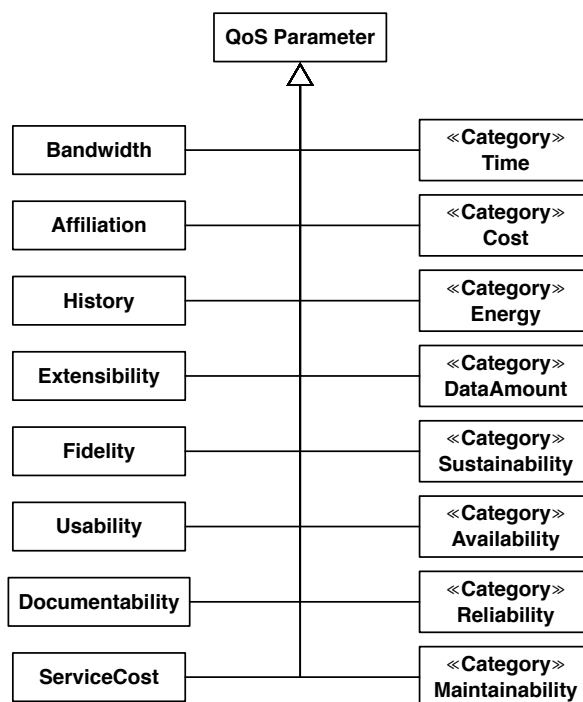 QoS Parameter
Bandwidth
«Category»
Time
Affiliation
«Category»
Cost
History
«Category»
Energy
Extensibility
«Category»
DataAmount
Fidelity
«Category»
Sustainability
Usability
«Category»
Availability
Documentability
«Category»
Reliability
ServiceCost
«Category»
Maintainability